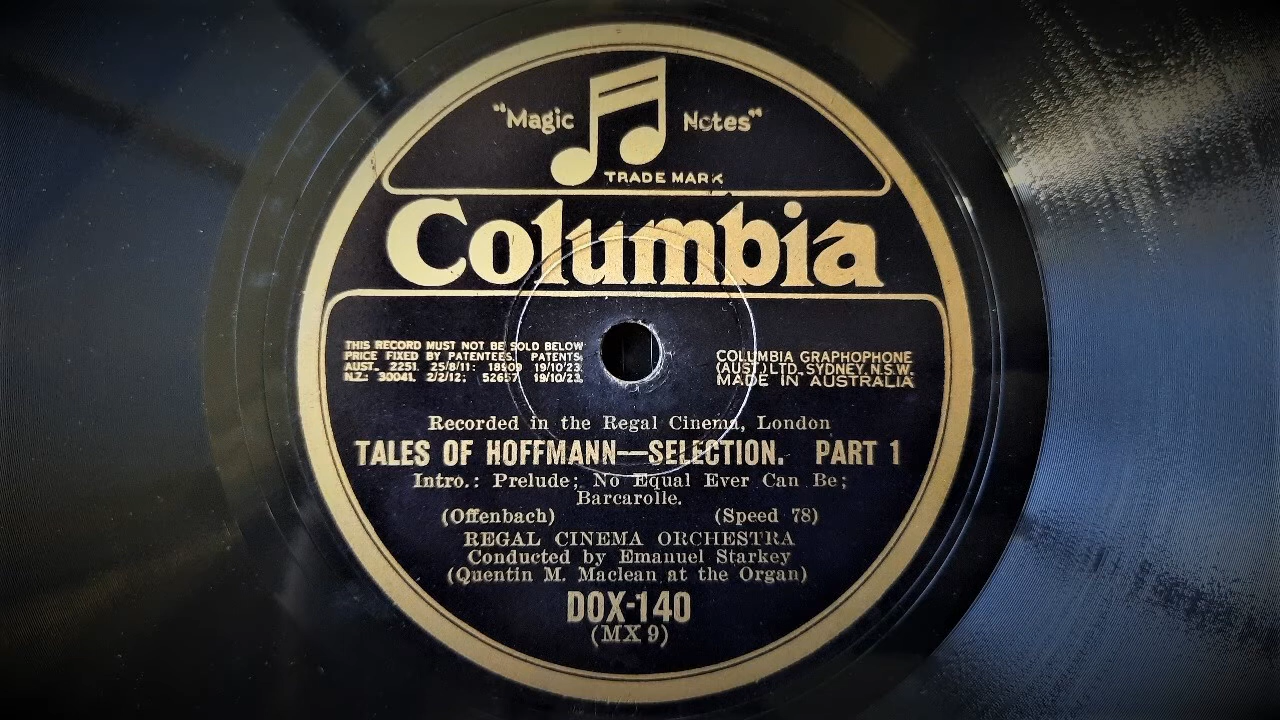 "Magic Notes"
TRADE MARK
Columbia
THIS RECORD MUST NOT BE SOLD BELOW
PRICE FIXED BY PATENTEES. PATENTS
AUST. 2251. 25/8/11: 18909 19/10/23.
N.Z.: 30041. 2/2/12; 52657 19/10/23.
COLUMBIA GRAPHOPHONE
(AUST) LTD., SYDNEY, N.S.W.
MADE IN AUSTRALIA
Recorded in the Regal Cinema, London
TALES OF HOFFMANN—SELECTION. PART 1
Intro.: Prelude; No Equal Ever Can Be;
Barcarolle.
(Offenbach) (Speed 78)
REGAL CINEMA ORCHESTRA
Conducted by Emanuel Starkey
(Quentin M. Maclean at the Organ)
DOX-140
(MX 9)